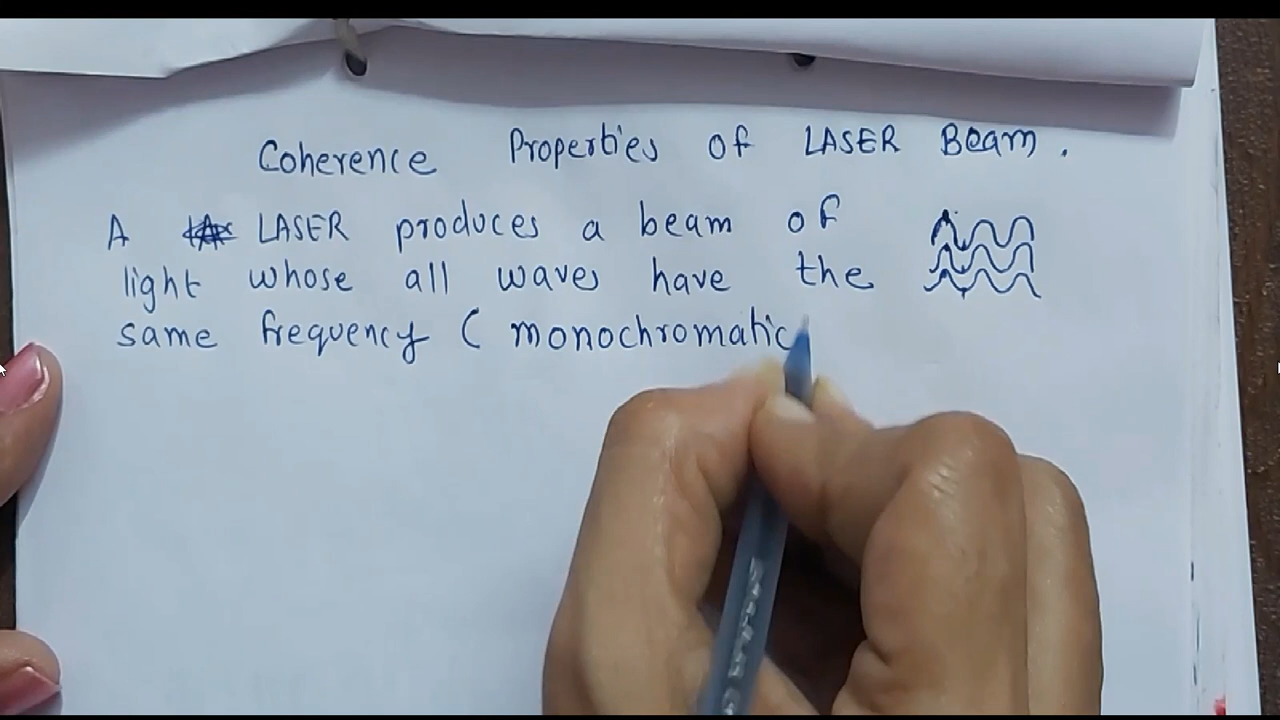 Coherence Properties of LASER Beam.
A LASER produces a beam of
light whose all waves have the
same frequency ( monochromatic